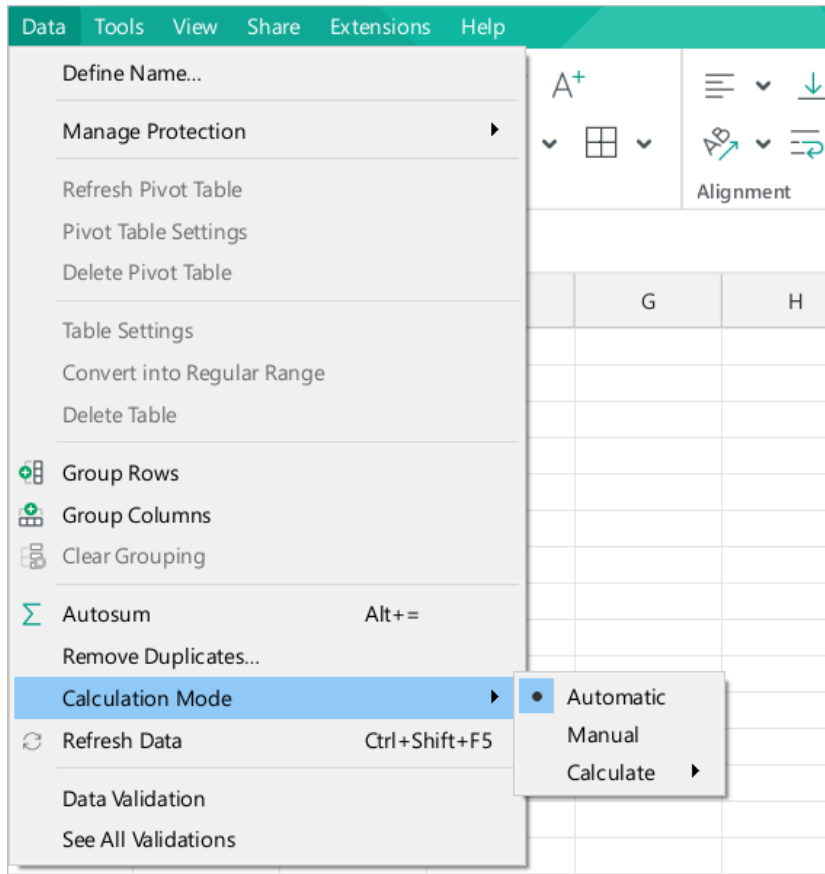 Data Tools View Share Extensions Help
Define Name...
Manage Protection
Refresh Pivot Table
Pivot Table Settings
Delete Pivot Table
Table Settings
Convert into Regular Range
Delete Table
Group Rows
Group Columns
Clear Grouping
Autosum Alt+=
Remove Duplicates...
Calculation Mode
Refresh Data Ctrl+Shift+F5
Data Validation
See All Validations
Automatic
Manual
Calculate
A+
AB
Alignment
G H